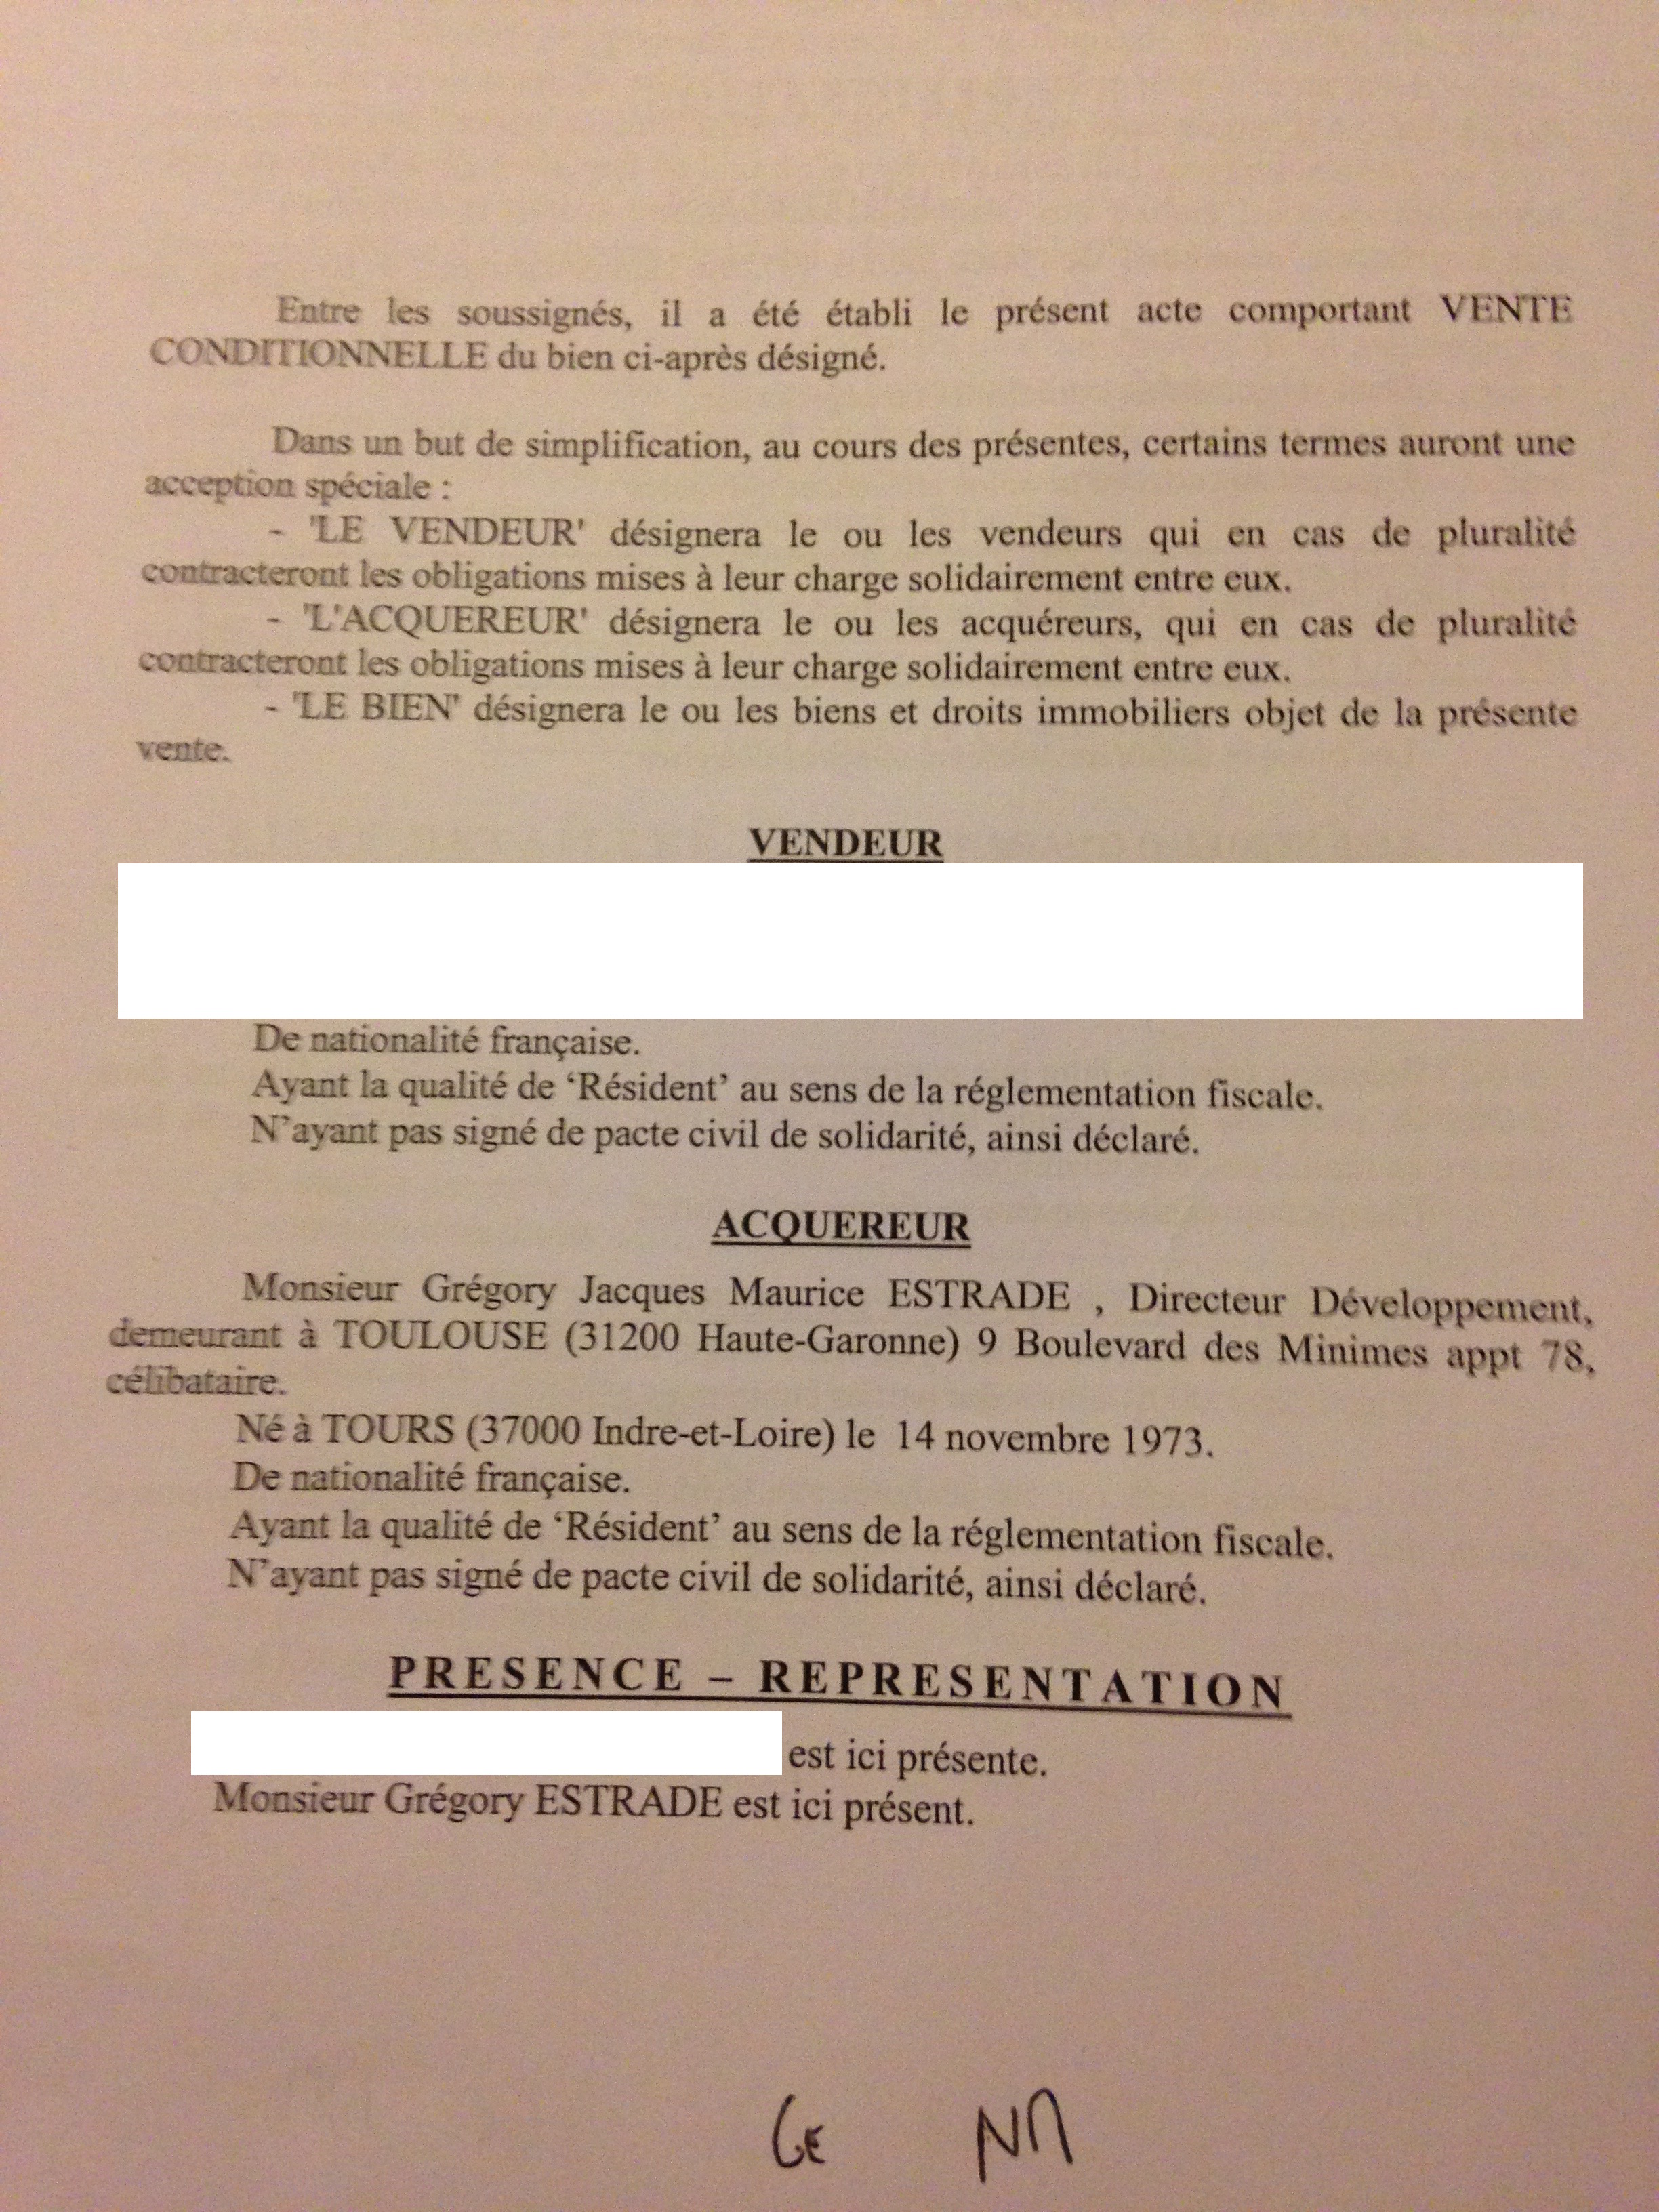 Entre les soussignés, il a été établi le présent acte comportant VENTE
CONDITIONNELLE du bien ci-après désigné.
Dans un but de simplification, au cours des présentes, certains termes auront une
acception spéciale :
- 'LE VENDEUR' désignera le ou les vendeurs qui en cas de pluralité
contracteront les obligations mises à leur charge solidairement entre eux.
- 'L'ACQUEREUR' désignera le ou les acquéreurs, qui en cas de pluralité
contracteront les obligations mises à leur charge solidairement entre eux.
- 'LE BIEN' désignera le ou les biens et droits immobiliers objet de la présente
vente.
VENDEUR
De nationalité française.
Ayant la qualité de ‘Résident’ au sens de la réglementation fiscale.
N’ayant pas signé de pacte civil de solidarité, ainsi déclaré.
ACQUEREUR
Monsieur Grégory Jacques Maurice ESTRADE , Directeur Développement,
demeurant à TOULOUSE (31200 Haute-Garonne) 9 Boulevard des Minimes appt 78,
célibataire.
Né à TOURS (37000 Indre-et-Loire) le 14 novembre 1973.
De nationalité française.
Ayant la qualité de ‘Résident’ au sens de la réglementation fiscale.
N’ayant pas signé de pacte civil de solidarité, ainsi déclaré.
PRESENCE – REPRESENTATION
est ici présente.
Monsieur Grégory ESTRADE est ici présent.
GE